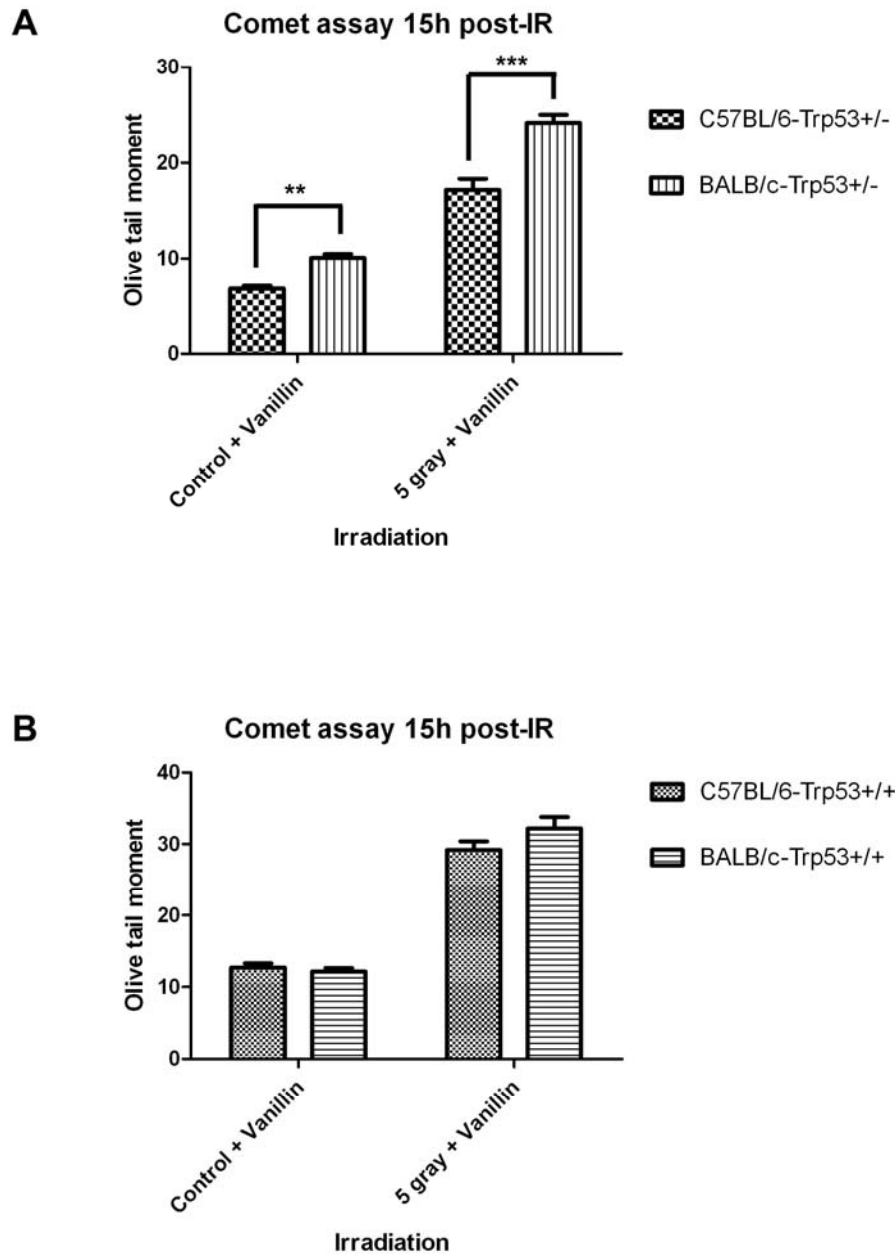 A
Comet assay 15h post-IR
30
20
10
0
Olive tail moment
**
***
C57BL/6-Trp53+/-
BALB/c-Trp53+/-
Control + Vanillin
5 gray + Vanillin
Irradiation
B
Comet assay 15h post-IR
40
30
20
10
0
Olive tail moment
C57BL/6-Trp53+/+
BALB/c-Trp53+/+
Control + Vanillin
5 gray + Vanillin
Irradiation